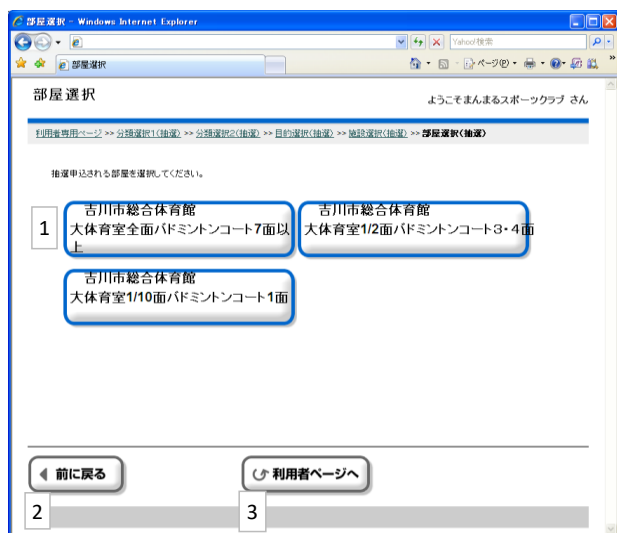 部屋選択 - Windows Internet Explorer
Yahoo!検索
部屋選択
ページ(P)
部屋選択
ようこそまんまるスポーツクラブ さん
利用者専用ページ >> 分類選択1(抽選) >> 分類選択2(抽選) >> 目的選択(抽選) >> 施設選択(抽選) >> 部屋選択(抽選)
抽選申込される部屋を選択してください。
1
吉川市総合体育館
大体育室全面バドミントンコート7面以
上
吉川市総合体育館
大体育室1/2面バドミントンコート3・4面
吉川市総合体育館
大体育室1/10面バドミントンコート1面
前に戻る
利用者ページへ
2
3